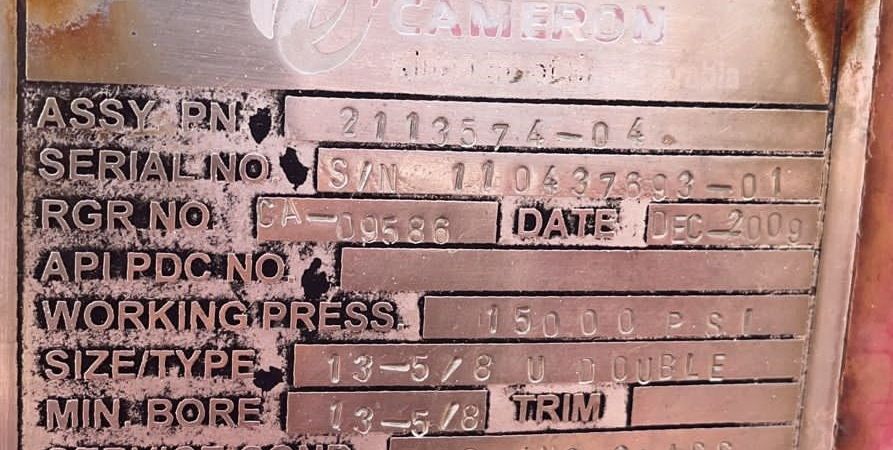 CAMERON
ASSY. PN 2113574-04.
SERIAL NO. S/N 110437693-01
RGR NO. CA-09586 DATE DEC-2009
API PDC NO.
WORKING PRESS. 15000 PSI
SIZE/TYPE 13-5/8 U DOUBLE
MIN. BORE 13-5/8 TRIM